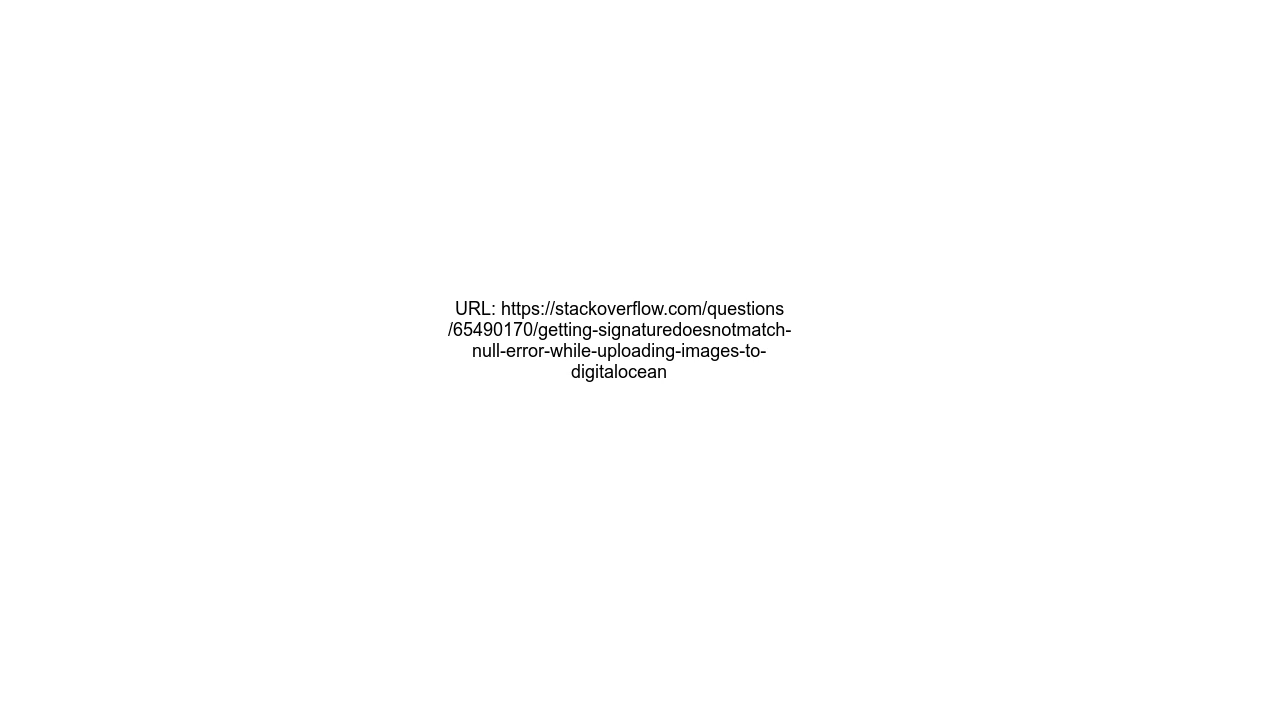 URL: https://stackoverflow.com/questions
/65490170/getting-signaturedoesnotmatch-
null-error-while-uploading-images-to-
digitalocean